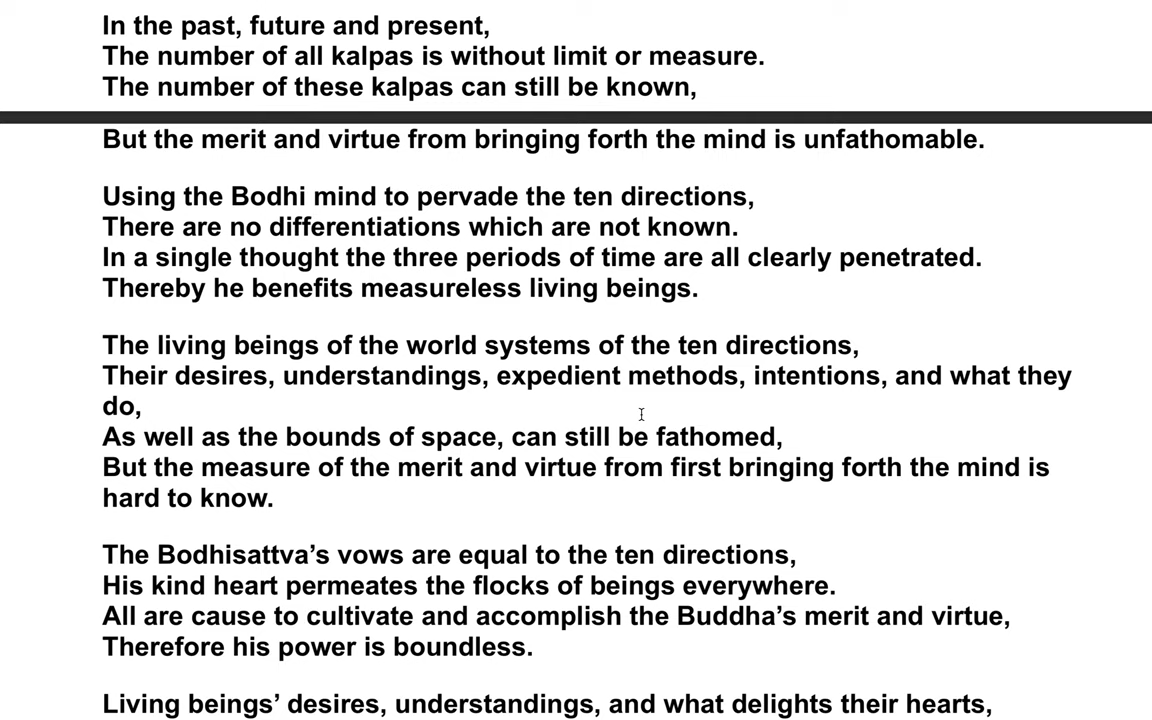 In the past, future and present,
The number of all kalpas is without limit or measure.
The number of these kalpas can still be known,
But the merit and virtue from bringing forth the mind is unfathomable.
Using the Bodhi mind to pervade the ten directions,
There are no differentiations which are not known.
In a single thought the three periods of time are all clearly penetrated.
Thereby he benefits measureless living beings.
The living beings of the world systems of the ten directions,
Their desires, understandings, expedient methods, intentions, and what they
do,
As well as the bounds of space, can still be fathomed,
But the measure of the merit and virtue from first bringing forth the mind is
hard to know.
The Bodhisattva’s vows are equal to the ten directions,
His kind heart permeates the flocks of beings everywhere.
All are cause to cultivate and accomplish the Buddha’s merit and virtue,
Therefore his power is boundless.
Living beings’ desires, understandings, and what delights their hearts,